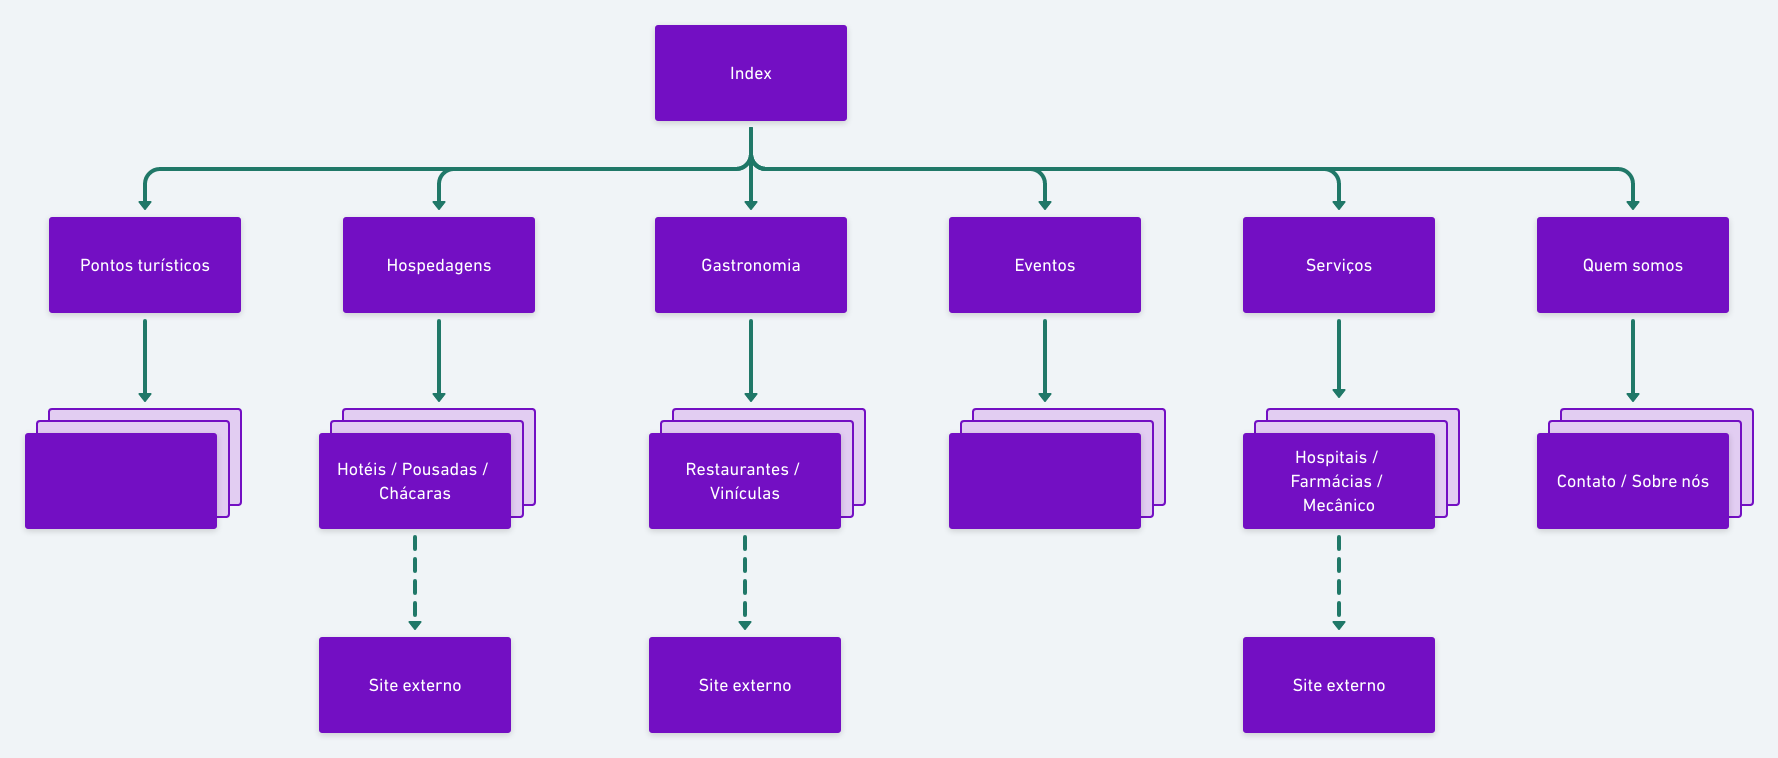 Index
Pontos turísticos
Hospedagens
Gastronomia
Eventos
Serviços
Quem somos
Hotéis / Pousadas /
Chácaras
Restaurantes /
Vinículas
Hospitais /
Farmácias /
Mecânico
Contato / Sobre nós
Site externo
Site externo
Site externo